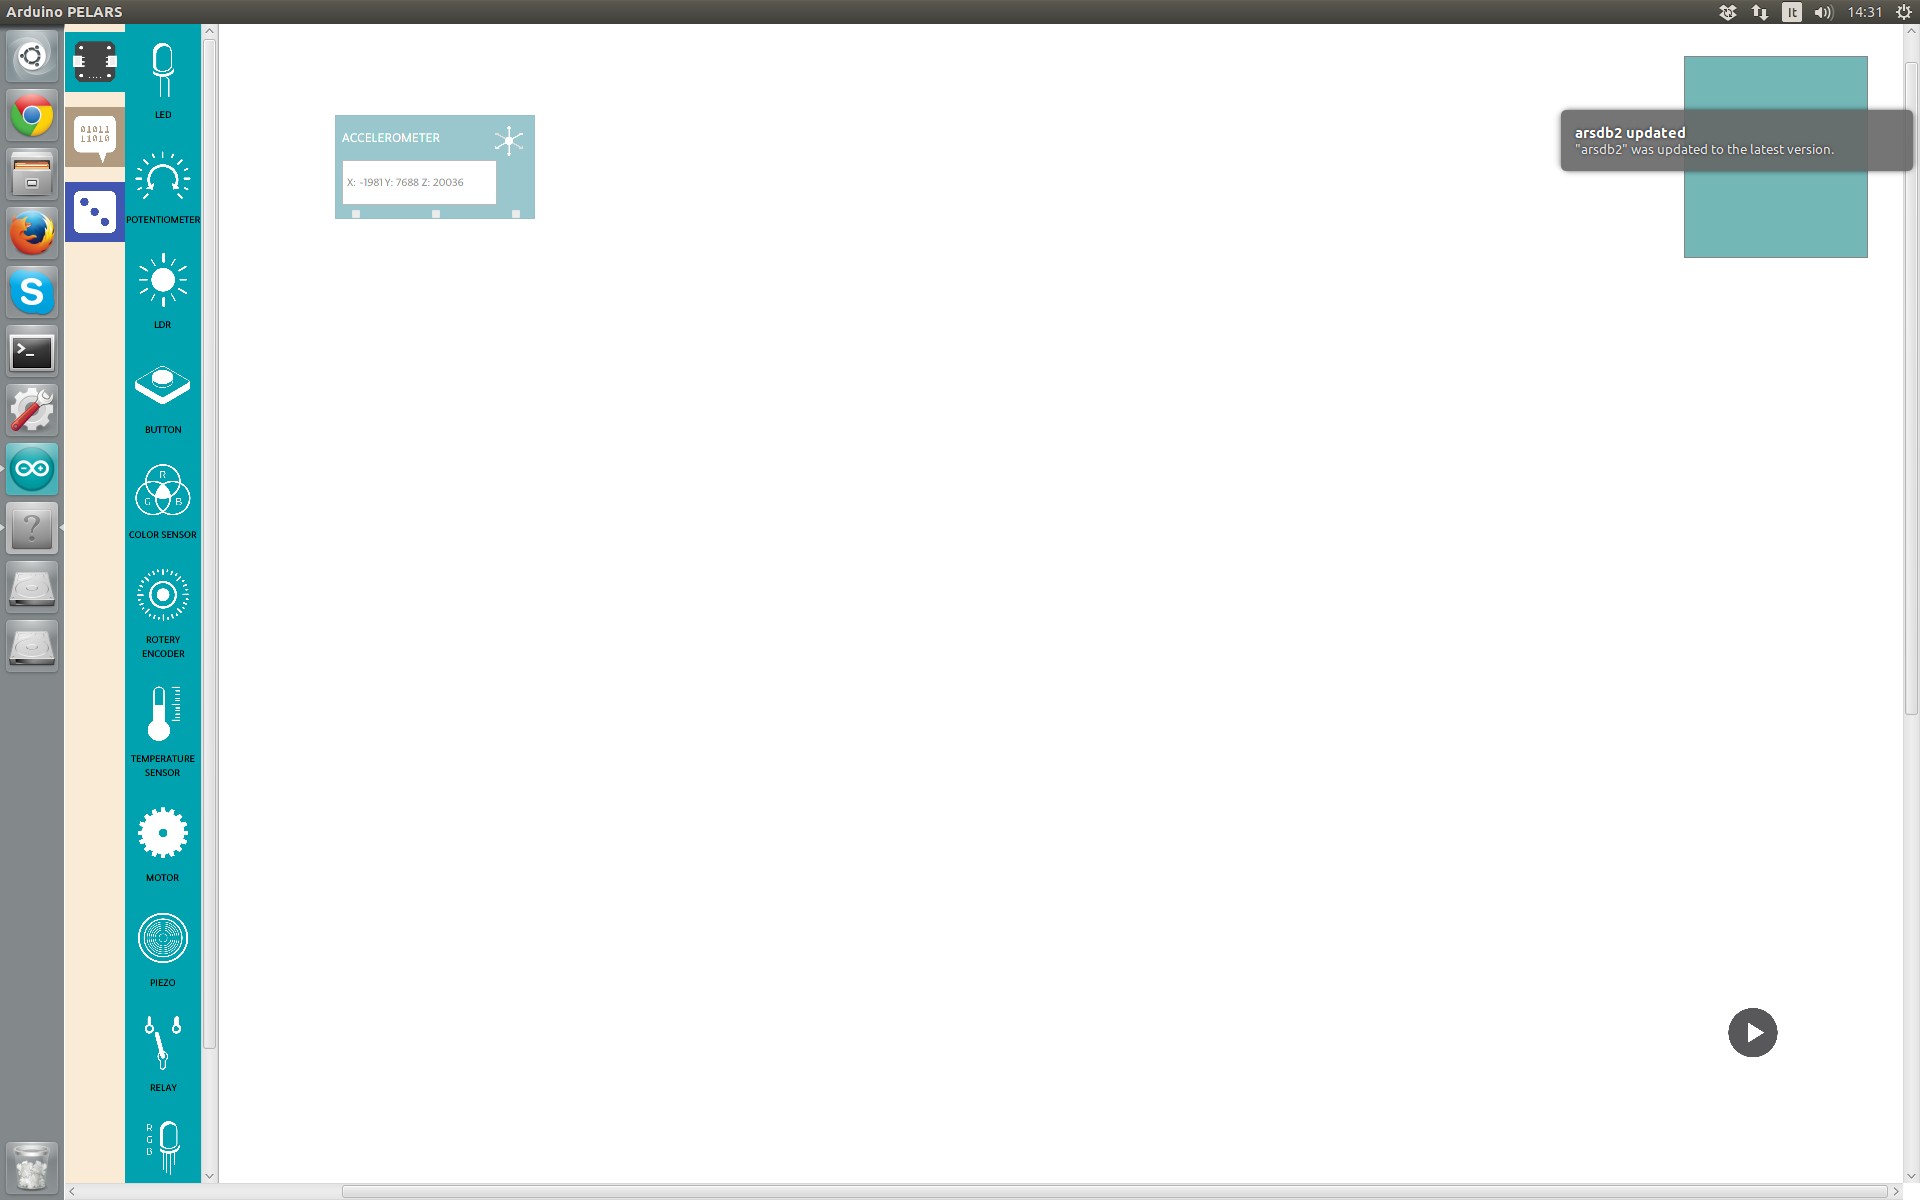 Arduino PELARS
It
14:31
01011
11010
LED
POTENTIOMETER
LDR
BUTTON
R
G B
COLOR SENSOR
ROTERY
ENCODER
TEMPERATURE
SENSOR
MOTOR
PIEZO
RELAY
R
G
B
ACCELEROMETER
X: -1981 Y: 7688 Z: 20036
arsdb2 updated
"arsdb2" was updated to the latest version.